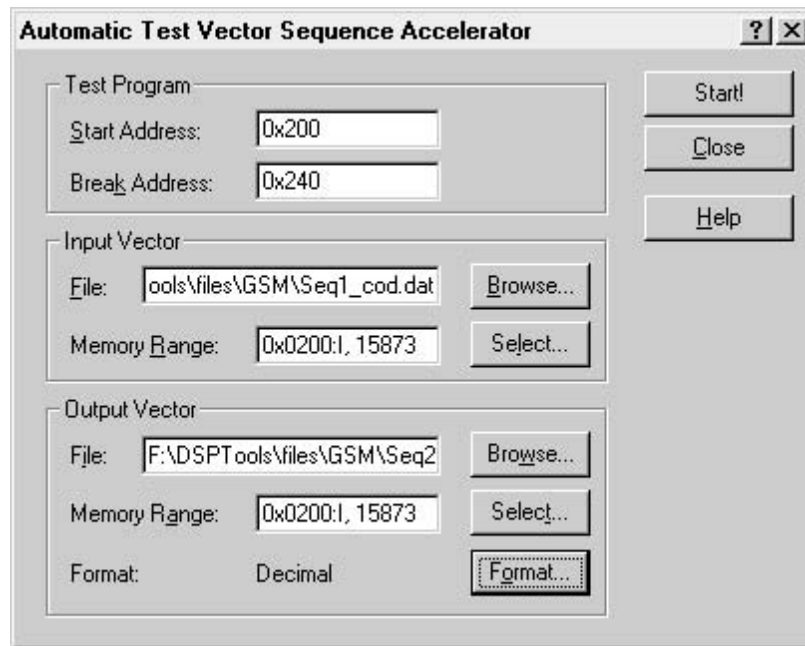 Automatic Test Vector Sequence Accelerator ? ×
Test Program
Start Address: 0x200
Break Address: 0x240
Start!
Close
Help
Input Vector
File: ools\files\GSM\Seq1_cod.dat Browse...
Memory Range: 0x0200:I, 15873 Select...
Output Vector
File: F:\DSPTools\files\GSM\Seq2 Browse...
Memory Range: 0x0200:I, 15873 Select...
Format: Decimal Format...